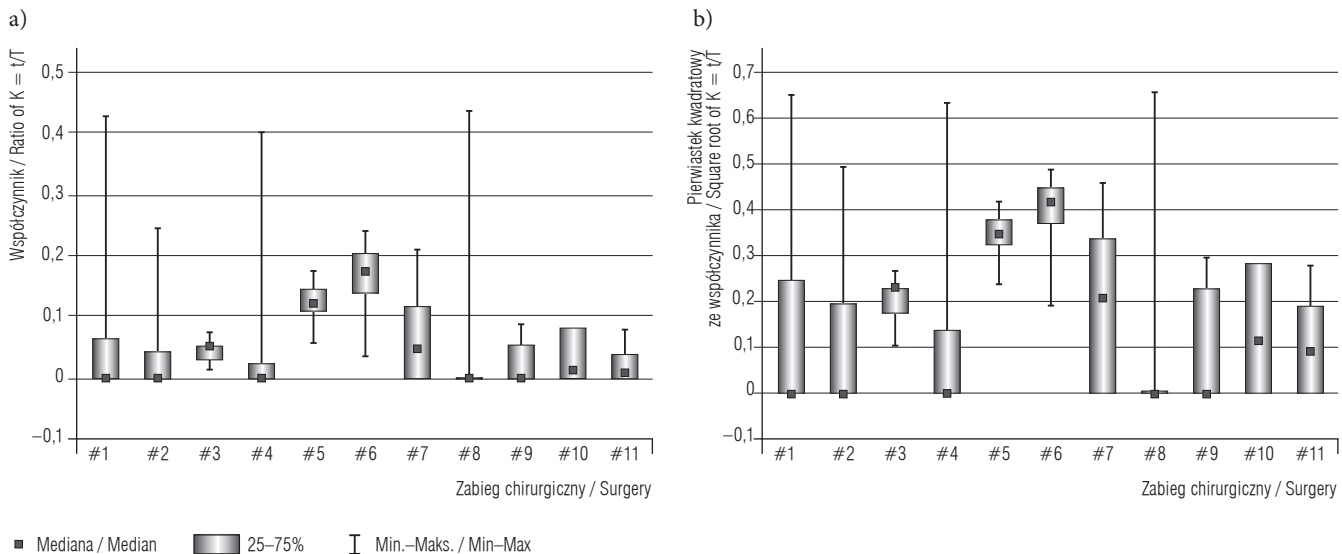 a)
Współczynnik / Ratio of K = t/T
0,5
0,4
0,3
0,2
0,1
0
–0,1
#1 #2 #3 #4 #5 #6 #7 #8 #9 #10 #11
Zabieg chirurgiczny / Surgery
b)
Pierwiastek kwadratowy
ze współczynnika / Square root of K = t/T
0,7
0,6
0,5
0,4
0,3
0,2
0,1
0
–0,1
#1 #2 #3 #4 #5 #6 #7 #8 #9 #10 #11
Zabieg chirurgiczny / Surgery
Mediana / Median 25–75% Min.–Maks. / Min–Max